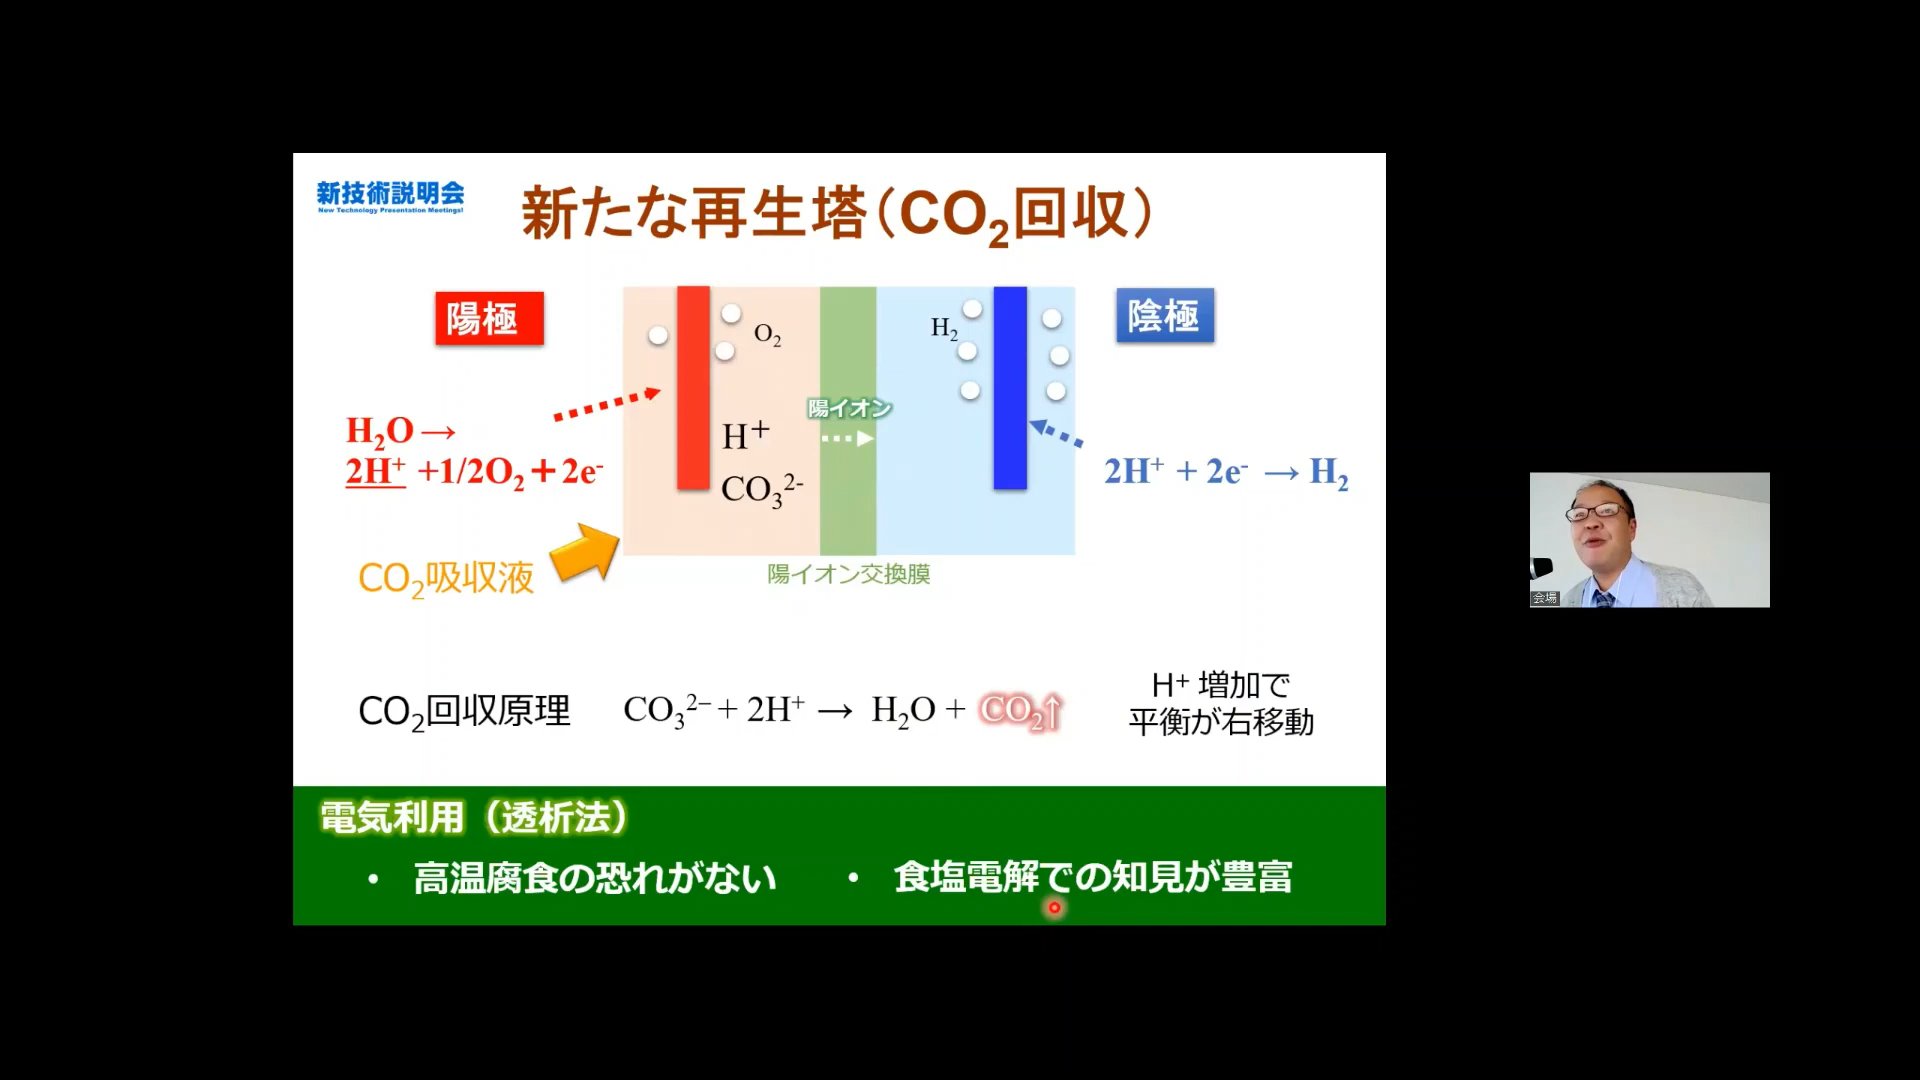 新技術説明会
New Technology Presentation Meetings!
新たな再生塔（CO₂回収）
陽極
陰極
O₂
H₂
陽イオン
H₂O →
2H⁺ +1/2O₂＋2e⁻
H⁺
CO₃²⁻
2H⁺ + 2e⁻ → H₂
CO₂吸収液
陽イオン交換膜
CO₂回収原理
CO₃²⁻ + 2H⁺ → H₂O + CO₂↑
H⁺ 増加で
平衡が右移動
電気利用（透析法）
• 高温腐食の恐れがない
• 食塩電解での知見が豊富
会場